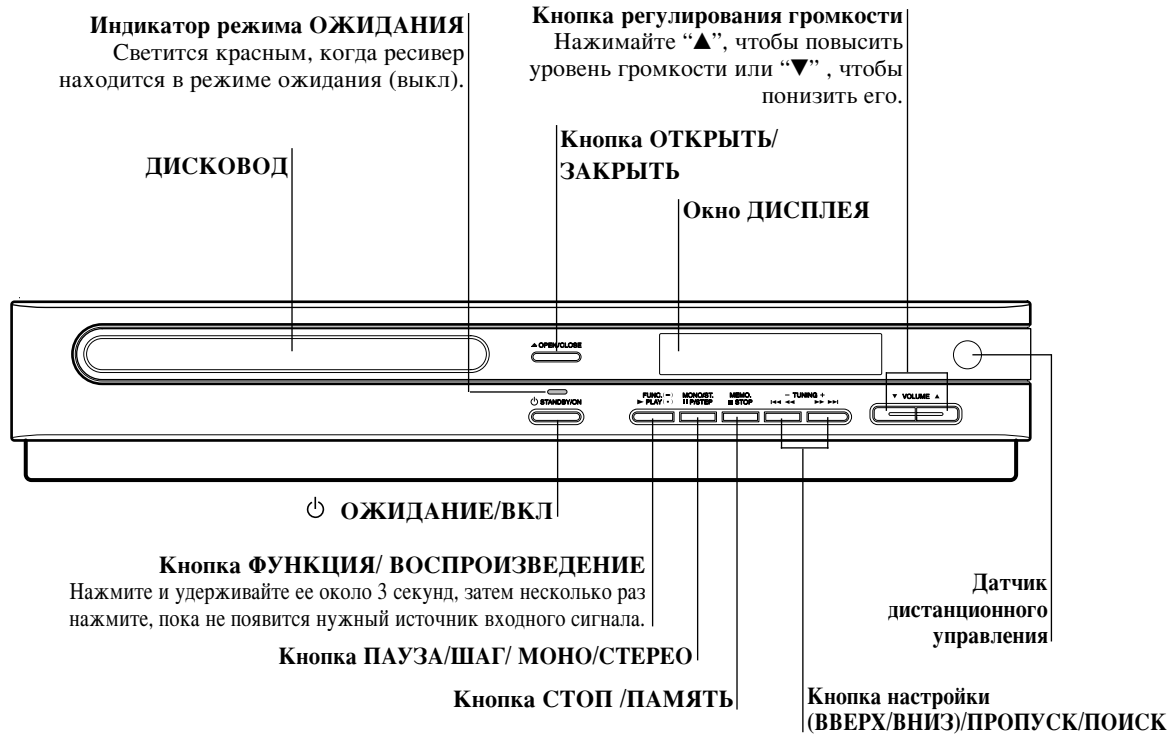 Индикатор режима ОЖИДАНИЯ
Светится красным, когда ресивер
находится в режиме ожидания (выкл).
Кнопка регулирования громкости
Нажимайте “▲”, чтобы повысить
уровень громкости или “▼” , чтобы
понизить его.
Кнопка ОТКРЫТЬ/
ЗАКРЫТЬ
ДИСКОВОД
Окно ДИСПЛЕЯ
▲ OPEN/CLOSE
⏻ STANDBY/ON
FUNC.(–)
► PLAY(•)
MONO/ST.
II P/STEP
MEMO.
■ STOP
– TUNING +
I◄◄ ◄◄ ►► ►►I
▼ VOLUME ▲
⏻ ОЖИДАНИЕ/ВКЛ
Кнопка ФУНКЦИЯ/ ВОСПРОИЗВЕДЕНИЕ
Нажмите и удерживайте ее около 3 секунд, затем несколько раз
нажмите, пока не появится нужный источник входного сигнала.
Кнопка ПАУЗА/ШАГ/ МОНО/СТЕРЕО
Кнопка СТОП /ПАМЯТЬ
Датчик
дистанционного
управления
Кнопка настройки
(ВВЕРХ/ВНИЗ)/ПРОПУСК/ПОИСК